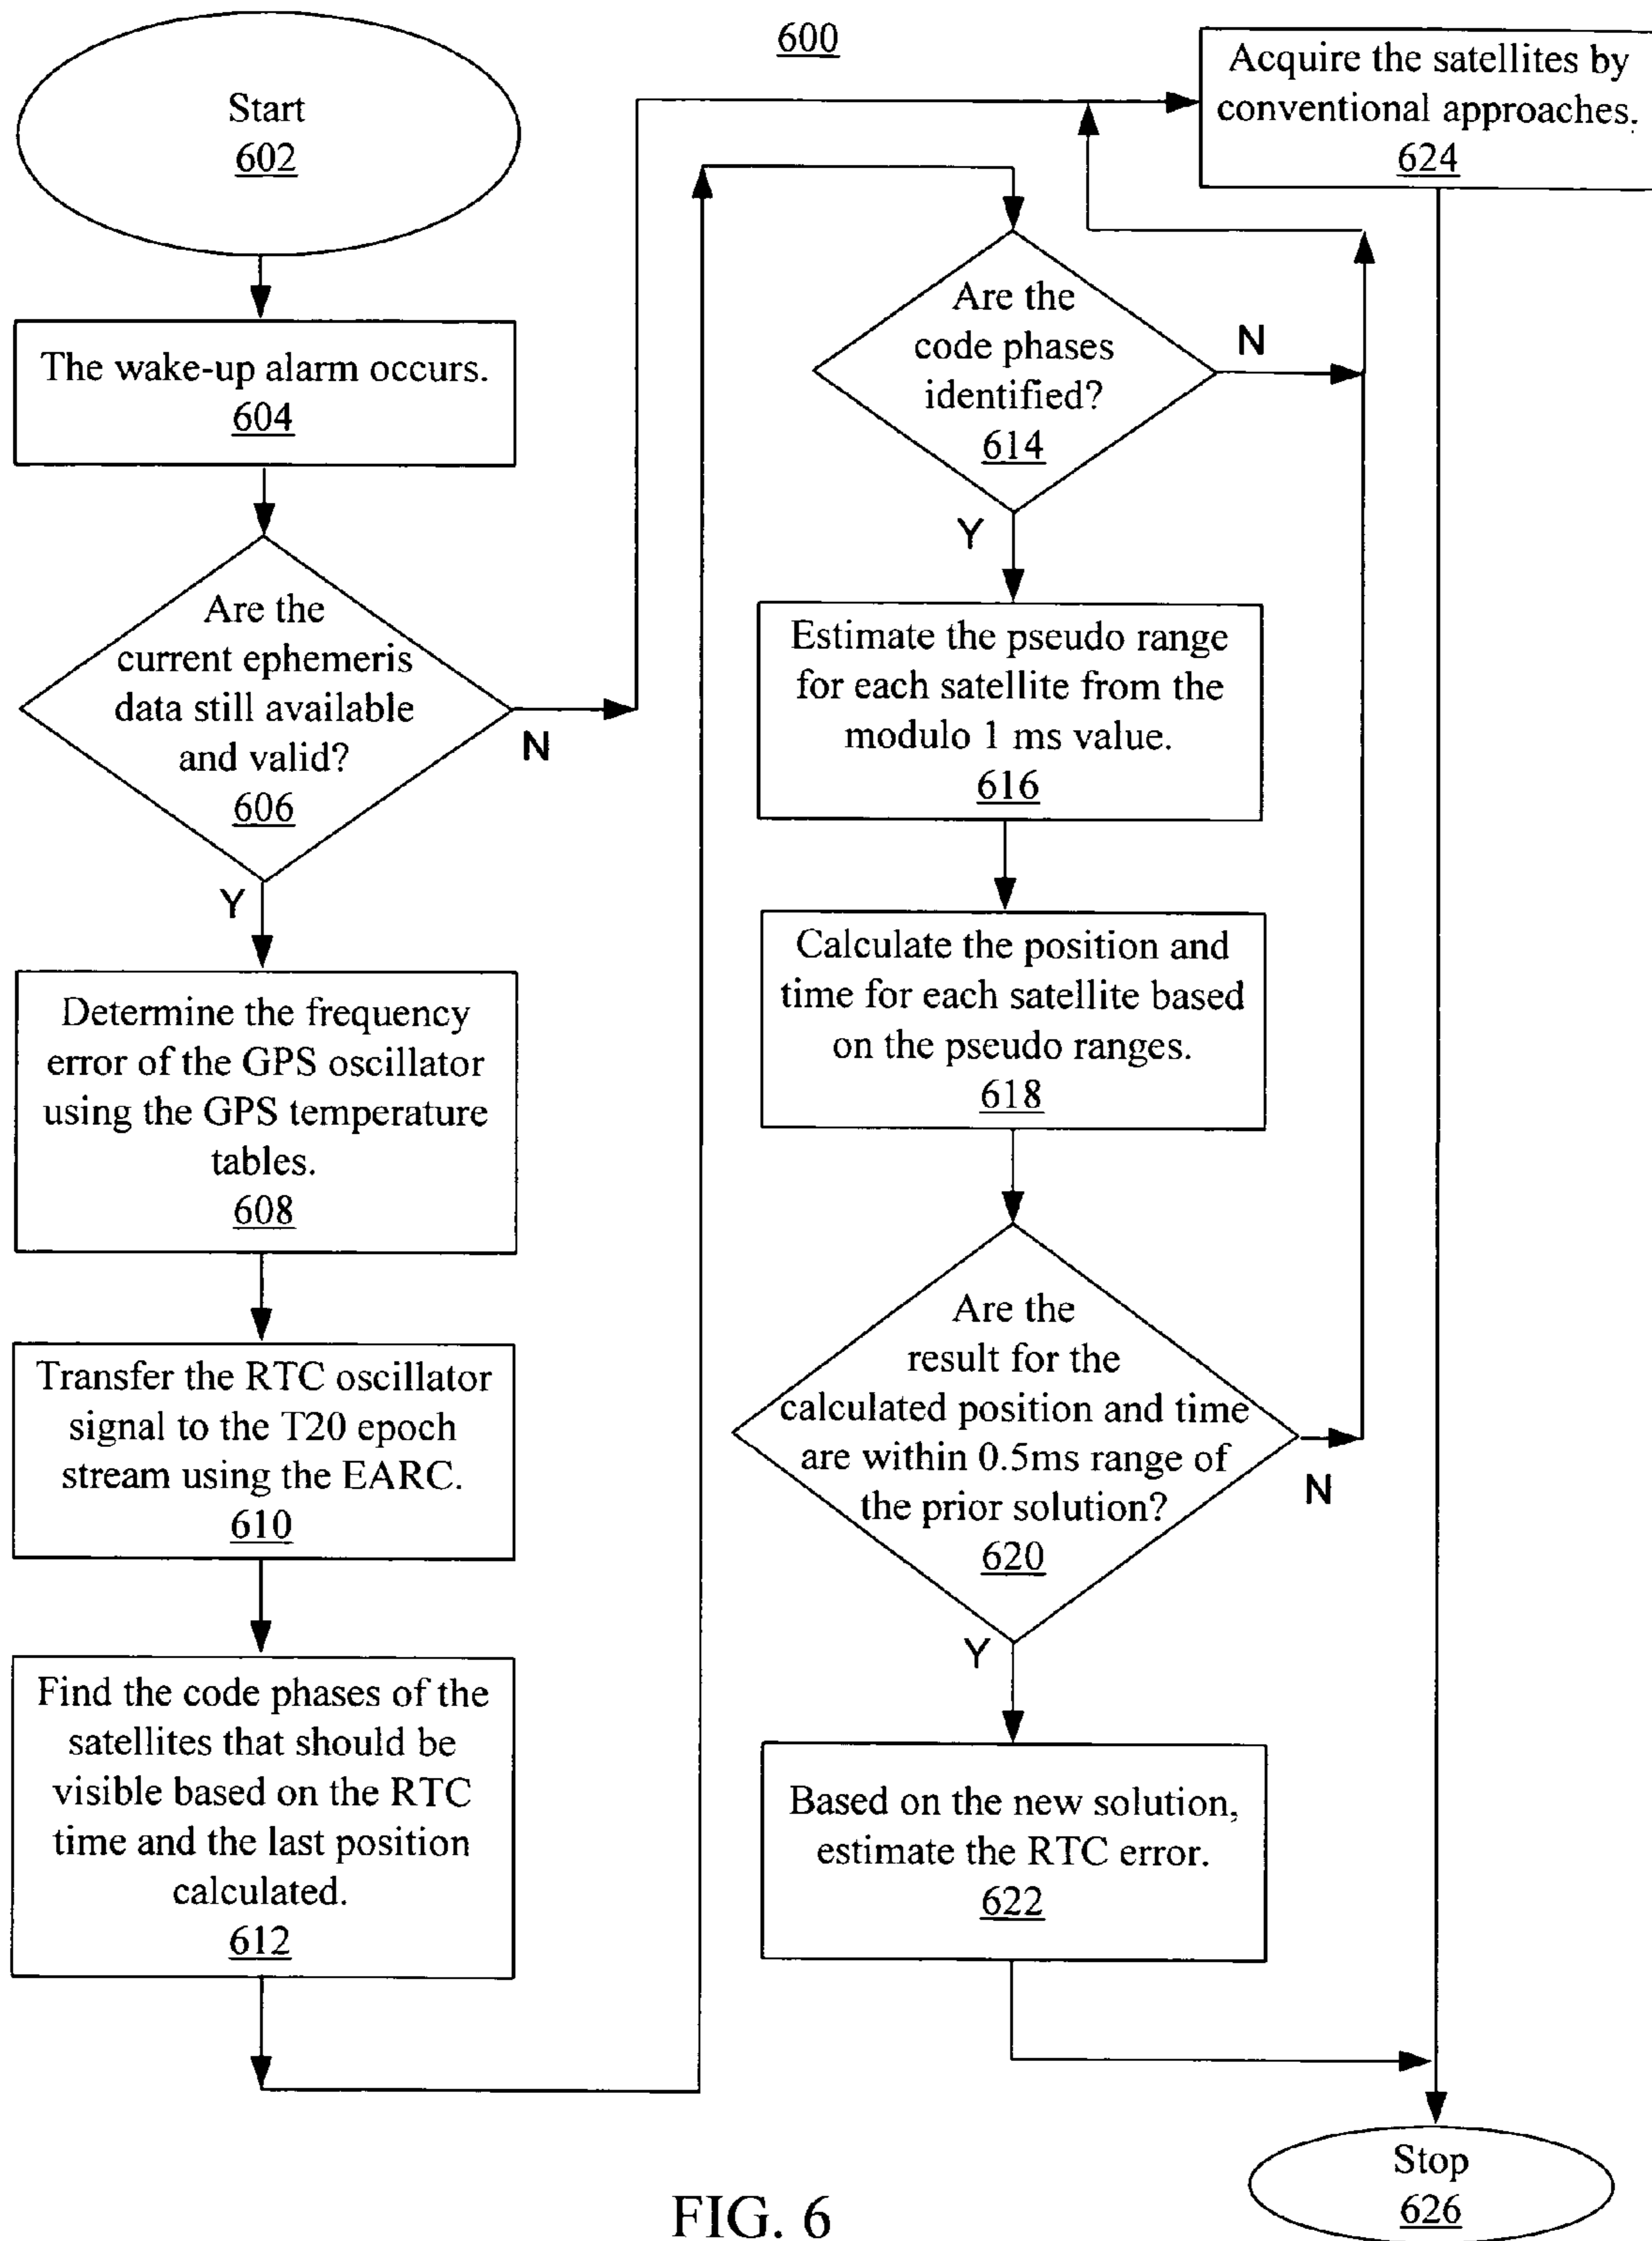 600
Start
602
The wake-up alarm occurs.
604
Are the
current ephemeris
data still available
and valid?
606
N
Y
Determine the frequency
error of the GPS oscillator
using the GPS temperature
tables.
608
Transfer the RTC oscillator
signal to the T20 epoch
stream using the EARC.
610
Find the code phases of the
satellites that should be
visible based on the RTC
time and the last position
calculated.
612
Are the
code phases
identified?
614
N
Y
Estimate the pseudo range
for each satellite from the
modulo 1 ms value.
616
Calculate the position and
time for each satellite based
on the pseudo ranges.
618
Are the
result for the
calculated position and time
are within 0.5ms range of
the prior solution?
620
N
Y
Based on the new solution,
estimate the RTC error.
622
Acquire the satellites by
conventional approaches.
624
Stop
626
FIG. 6